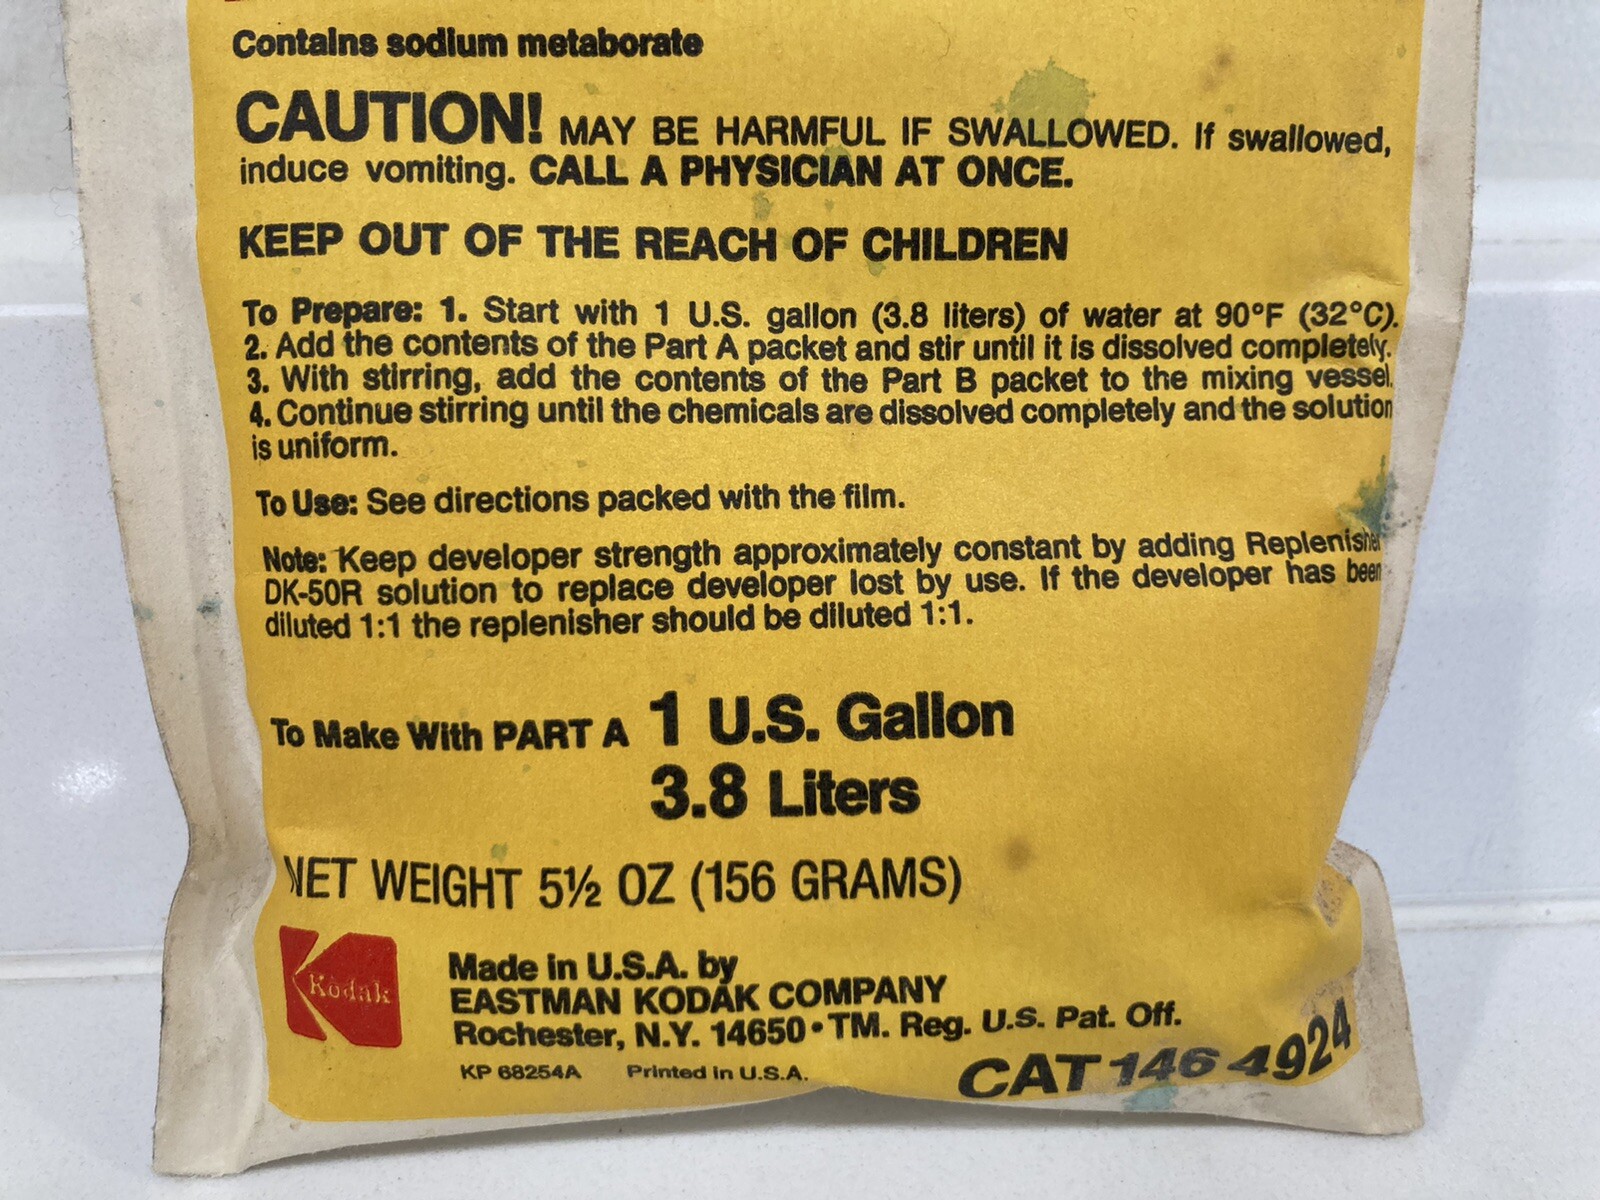 Contains sodium metaborate
CAUTION! MAY BE HARMFUL IF SWALLOWED. If swallowed,
induce vomiting. CALL A PHYSICIAN AT ONCE.
KEEP OUT OF THE REACH OF CHILDREN
To Prepare: 1. Start with 1 U.S. gallon (3.8 liters) of water at 90°F (32°C).
2. Add the contents of the Part A packet and stir until it is dissolved completely.
3. With stirring, add the contents of the Part B packet to the mixing vessel.
4. Continue stirring until the chemicals are dissolved completely and the solution
is uniform.
To Use: See directions packed with the film.
Note: Keep developer strength approximately constant by adding Replenisher
DK-50R solution to replace developer lost by use. If the developer has been
diluted 1:1 the replenisher should be diluted 1:1.
To Make With PART A 1 U.S. Gallon
3.8 Liters
NET WEIGHT 5½ OZ (156 GRAMS)
Kodak
Made in U.S.A. by
EASTMAN KODAK COMPANY
Rochester, N.Y. 14650 • TM. Reg. U.S. Pat. Off.
KP 68254A Printed in U.S.A.
CAT 146 4924